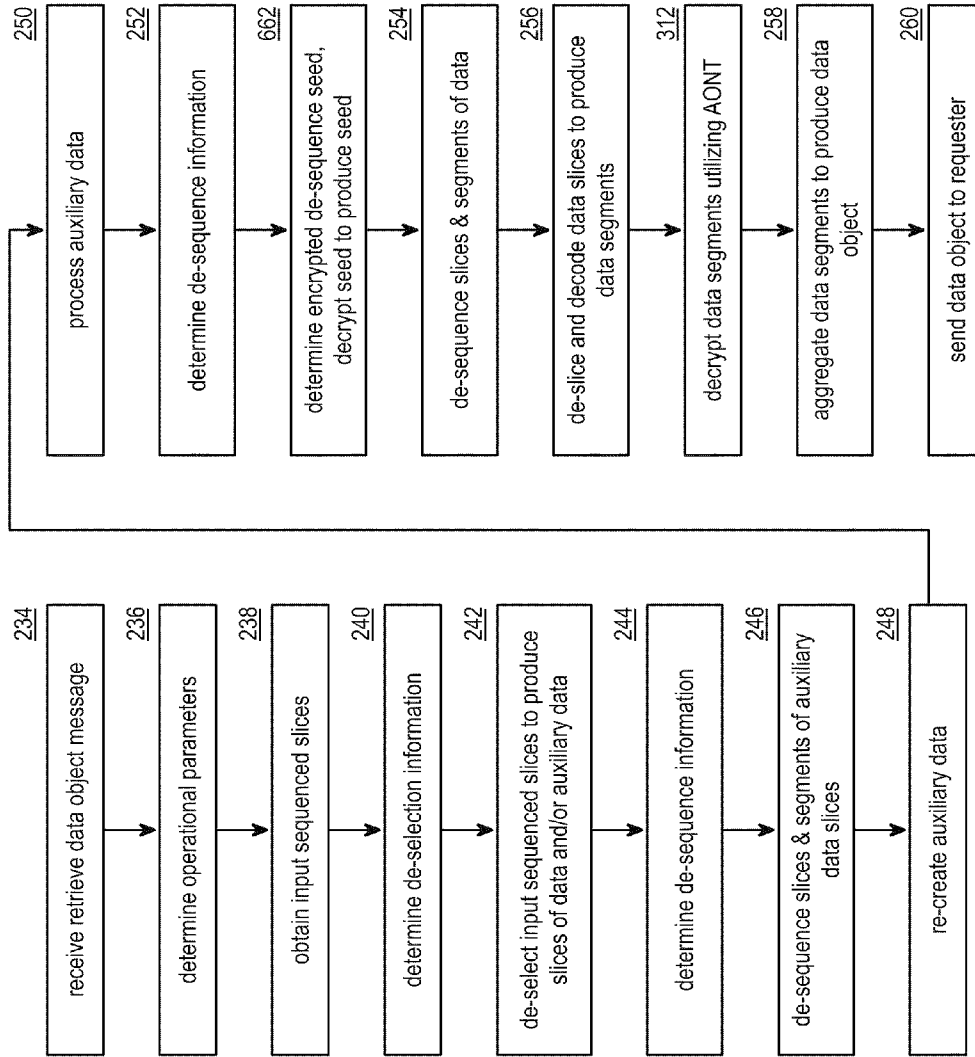 234
receive retrieve data object message
236
determine operational parameters
238
obtain input sequenced slices
240
determine de-selection information
242
de-select input sequenced slices to produce
slices of data and/or auxiliary data
244
determine de-sequence information
246
de-sequence slices & segments of auxiliary
data slices
248
re-create auxiliary data
250
process auxiliary data
252
determine de-sequence information
662
determine encrypted de-sequence seed,
decrypt seed to produce seed
254
de-sequence slices & segments of data
256
de-slice and decode data slices to produce
data segments
312
decrypt data segments utilizing AONT
258
aggregate data segments to produce data
object
260
send data object to requester